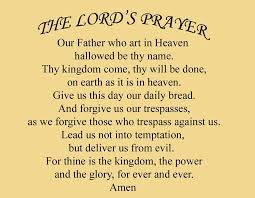 THE LORD'S PRAYER
Our Father who art in Heaven
hallowed be thy name.
Thy kingdom come, thy will be done,
on earth as it is in heaven.
Give us this day our daily bread.
And forgive us our trespasses,
as we forgive those who trespass against us.
Lead us not into temptation,
but deliver us from evil.
For thine is the kingdom, the power
and the glory, for ever and ever.
Amen